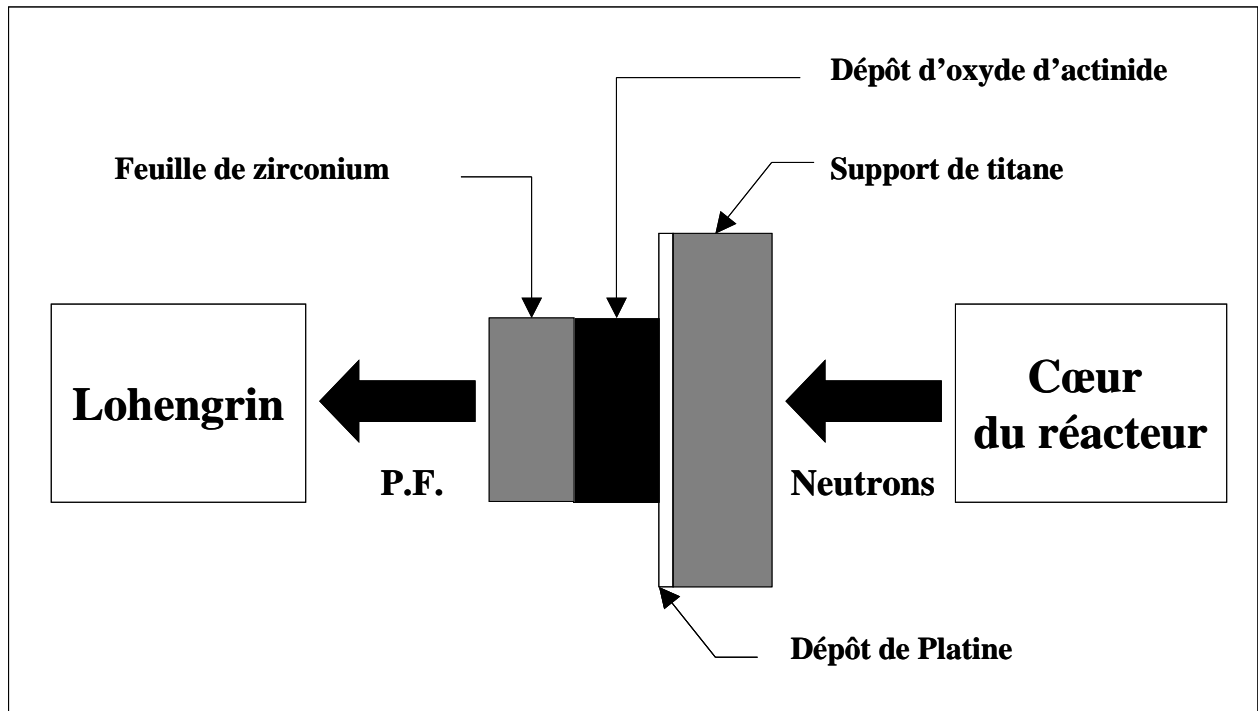 Dépôt d'oxyde d'actinide
Feuille de zirconium
Support de titane
Lohengrin
P.F.
Neutrons
Cœur
du réacteur
Dépôt de Platine